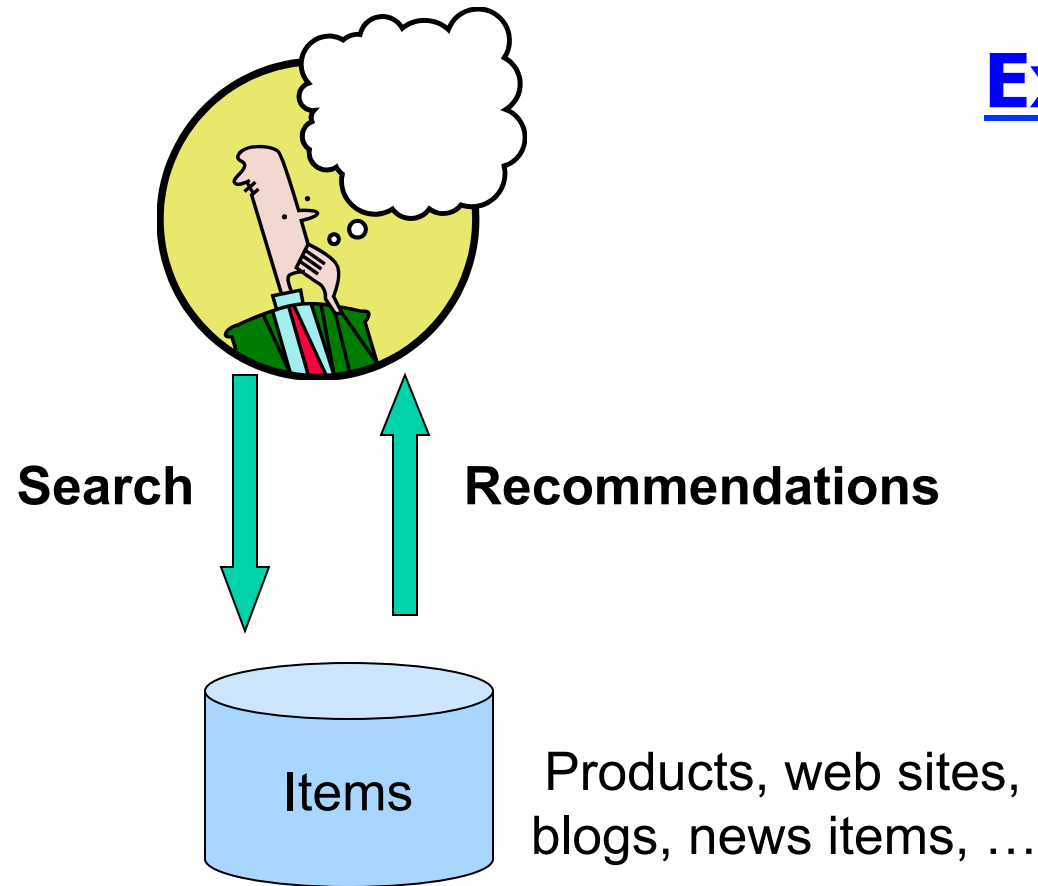 Search
Recommendations
Items
Products, web sites,
blogs, news items, …